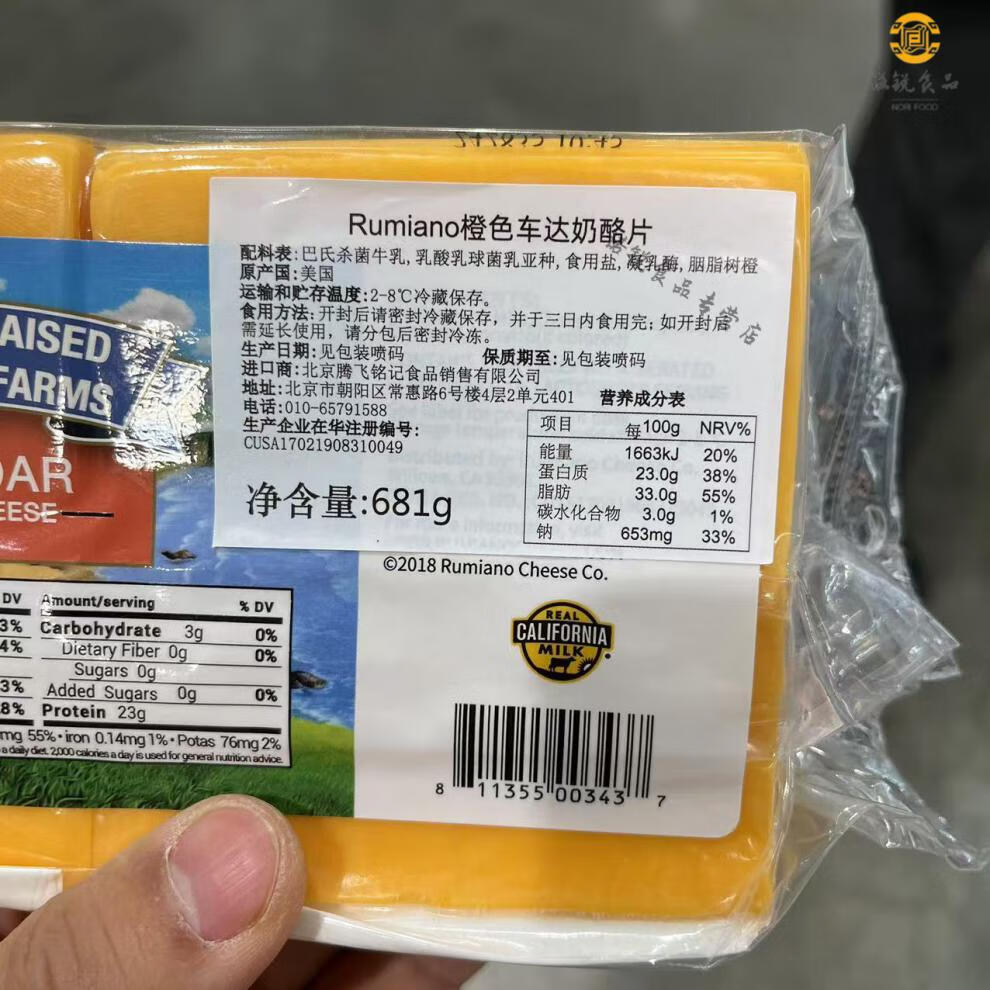 NORI FOOD
Rumiano橙色车达奶酪片
配料表:巴氏杀菌牛乳,乳酸乳球菌乳亚种,食用盐,凝乳酶,胭脂树橙
原产国:美国
运输和贮存温度:2-8℃冷藏保存。
食用方法:开封后请密封冷藏保存,并于三日内食用完;如开封后
需延长使用,请分包后密封冷冻。
生产日期:见包装喷码 保质期至:见包装喷码
进口商:北京腾飞铭记食品销售有限公司
地址:北京市朝阳区常惠路6号楼4层2单元401
电话:010-65791588
生产企业在华注册编号:
CUSA17021908310049
净含量:681g
营养成分表
项目 每100g NRV%
能量 1663kJ 20%
蛋白质 23.0g 38%
脂肪 33.0g 55%
碳水化合物 3.0g 1%
钠 653mg 33%
AISED
FARMS
DAR
EESE
©2018 Rumiano Cheese Co.
REAL
CALIFORNIA
MILK
DV Amount/serving % DV
3% Carbohydrate 3g 0%
4% Dietary Fiber 0g 0%
Sugars 0g
3% Added Sugars 0g 0%
8% Protein 23g
mg 55% • iron 0.14mg 1% • Potas 76mg 2%
a daily diet. 2,000 calories a day is used for general nutrition advice.
8 11355 00343 7